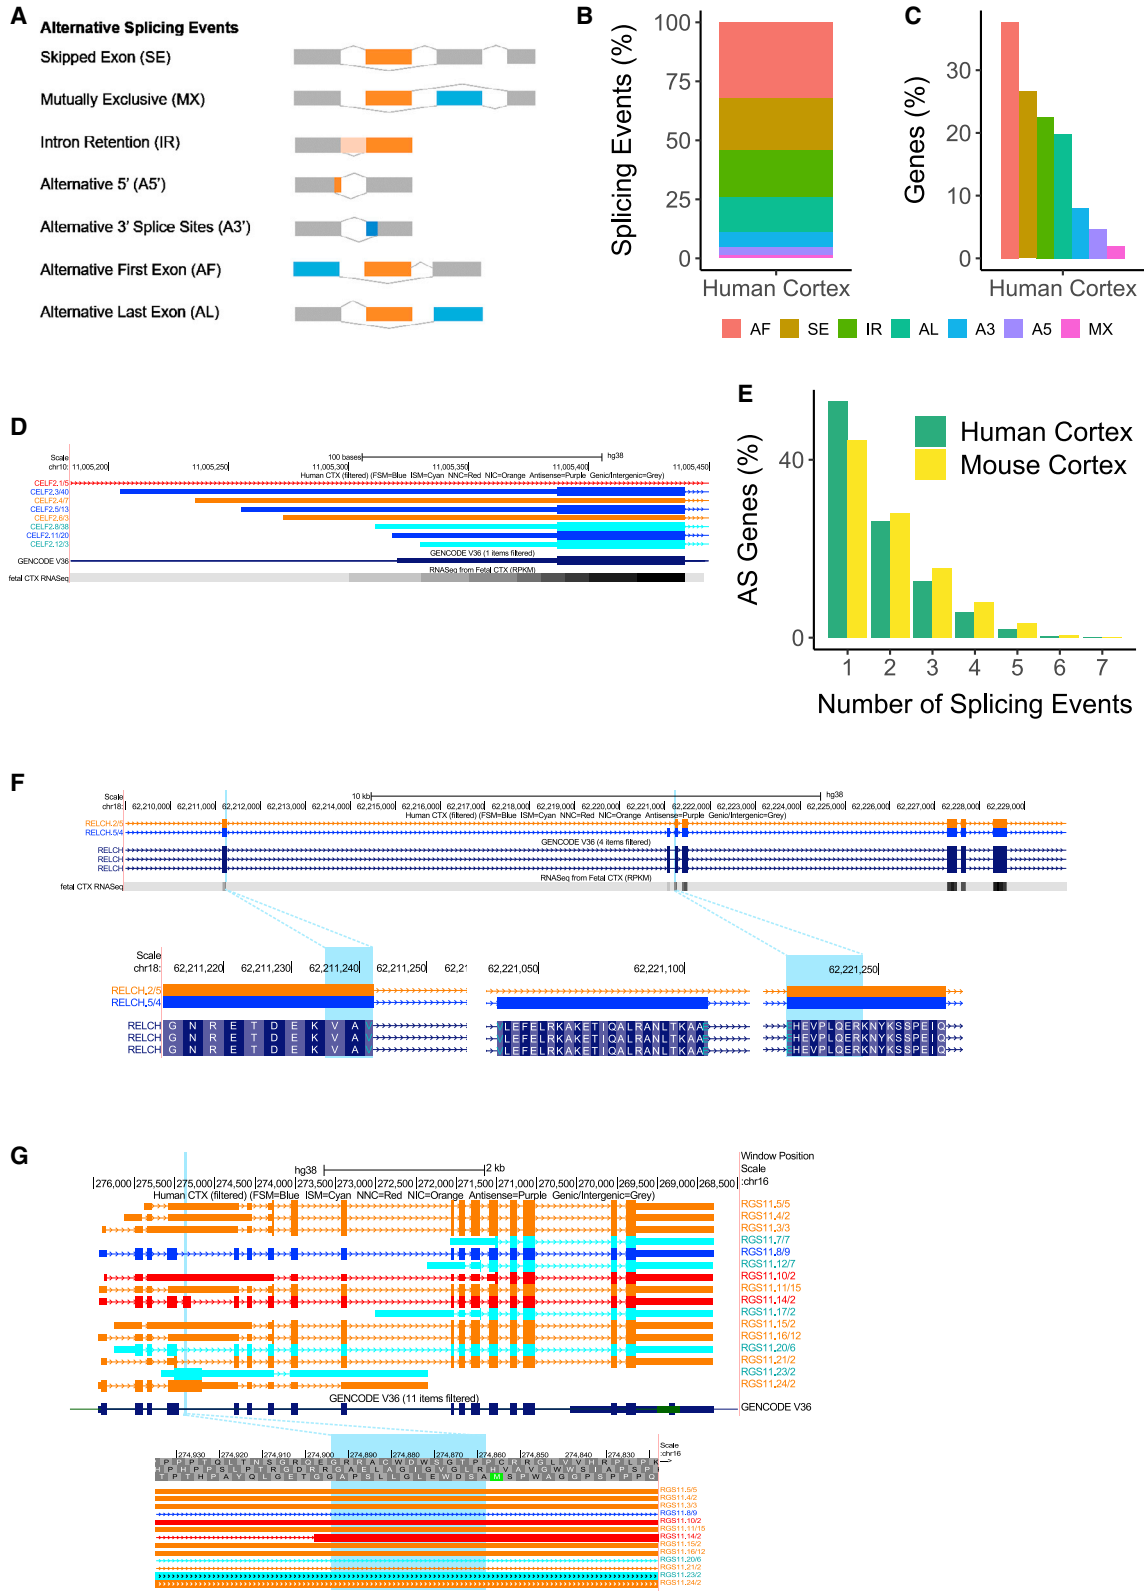 A
Alternative Splicing Events
Skipped Exon (SE)
Mutually Exclusive (MX)
Intron Retention (IR)
Alternative 5' (A5')
Alternative 3' Splice Sites (A3')
Alternative First Exon (AF)
Alternative Last Exon (AL)
B
Splicing Events (%)
100
75
50
25
0
Human Cortex
C
Genes (%)
30
20
10
0
Human Cortex
AF SE IR AL A3 A5 MX
D
Scale
100 bases
hg38
chr10:
11,005,200 11,005,250 11,005,300 11,005,350 11,005,400 11,005,450
Human CTX (filtered) (FSM=Blue ISM=Cyan NNC=Red NIC=Orange Antisense=Purple Genic/Intergenic=Grey)
CELF2.1/5
CELF2.3/40
CELF2.4/7
CELF2.5/13
CELF2.6/3
CELF2.8/38
CELF2.11/20
CELF2.12/3
GENCODE V36 (1 items filtered)
GENCODE V36
RNASeq from Fetal CTX (RPKM)
fetal CTX RNASeq
E
AS Genes (%)
40
0
Human Cortex
Mouse Cortex
1 2 3 4 5 6 7
Number of Splicing Events
F
Scale
10 kb
hg38
chr18:
62,210,000 62,211,000 62,212,000 62,213,000 62,214,000 62,215,000 62,216,000 62,217,000 62,218,000 62,219,000 62,220,000 62,221,000 62,222,000 62,223,000 62,224,000 62,225,000 62,226,000 62,227,000 62,228,000 62,229,000
Human CTX (filtered) (FSM=Blue ISM=Cyan NNC=Red NIC=Orange Antisense=Purple Genic/Intergenic=Grey)
RELCH.2/5
RELCH.5/4
GENCODE V36 (4 items filtered)
RELCH
RELCH
RELCH
RNASeq from Fetal CTX (RPKM)
fetal CTX RNASeq
Scale
chr18:
62,211,220 62,211,230 62,211,240 62,211,250 62,21
62,221,050 62,221,100
62,221,250
RELCH.2/5
RELCH.5/4
RELCH G N R E T D E K V A LEFELRKAKETIQALRANLTKAA HEVPLQERKNYKSSPEIQ
RELCH G N R E T D E K V A LEFELRKAKETIQALRANLTKAA HEVPLQERKNYKSSPEIQ
RELCH G N R E T D E K V A LEFELRKAKETIQALRANLTKAA HEVPLQERKNYKSSPEIQ
G
Window Position
hg38
2 kb
Scale
276,000 275,500 275,000 274,500 274,000 273,500 273,000 272,500 272,000 271,500 271,000 270,500 270,000 269,500 269,000 268,500
:chr16
Human CTX (filtered) (FSM=Blue ISM=Cyan NNC=Red NIC=Orange Antisense=Purple Genic/Intergenic=Grey)
RGS11.5/5
RGS11.4/2
RGS11.3/3
RGS11.7/7
RGS11.8/9
RGS11.12/7
RGS11.10/2
RGS11.11/15
RGS11.14/2
RGS11.17/2
RGS11.15/2
RGS11.16/12
RGS11.20/6
RGS11.21/2
RGS11.23/2
RGS11.24/2
GENCODE V36 (11 items filtered)
GENCODE V36
Scale
:chr16
274,930 274,920 274,910 274,900 274,890 274,880 274,870 274,860 274,850 274,840 274,830
--->
RGS11.5/5
RGS11.4/2
RGS11.3/3
RGS11.8/9
RGS11.10/2
RGS11.11/15
RGS11.14/2
RGS11.15/2
RGS11.16/12
RGS11.20/6
RGS11.21/2
RGS11.23/2
RGS11.24/2